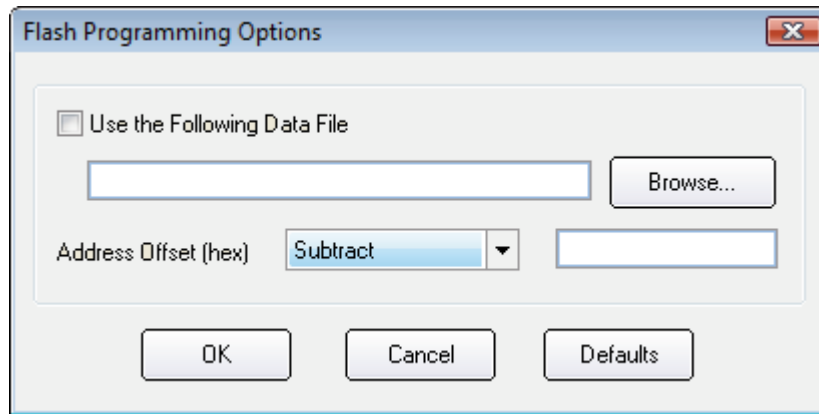 Flash Programming Options
Use the Following Data File
Browse...
Address Offset (hex) Subtract
OK Cancel Defaults